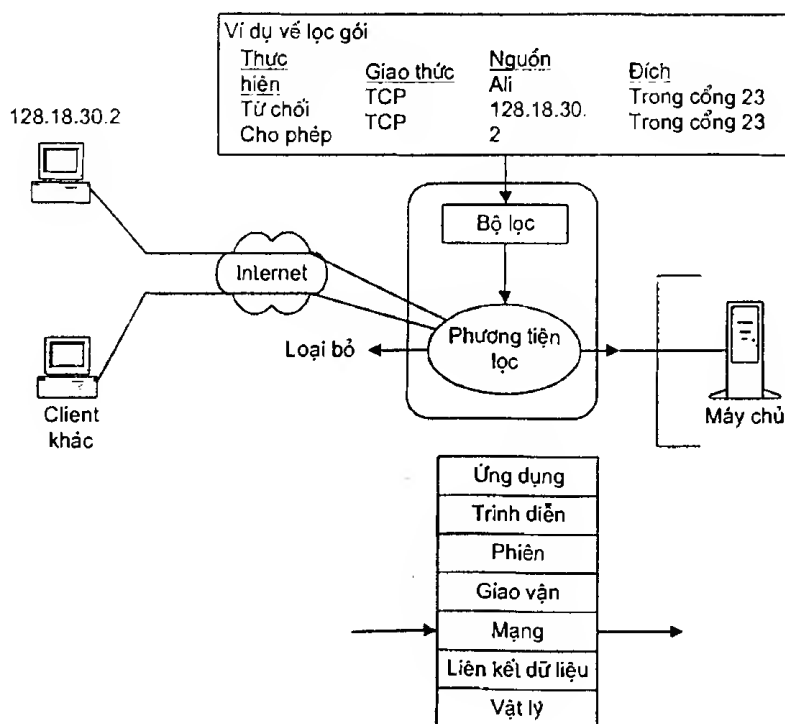 Ví dụ về lọc gói
Thực Nguồn
hiện Giao thức Ali Đích
Từ chối TCP 128.18.30. Trong cổng 23
Cho phép TCP 2 Trong cổng 23
128.18.30.2
Bộ lọc
Internet
Phương tiện
lọc
Loại bỏ
Client
khác
Máy chủ
Ứng dụng
Trình diễn
Phiên
Giao vận
Mạng
Liên kết dữ liệu
Vật lý